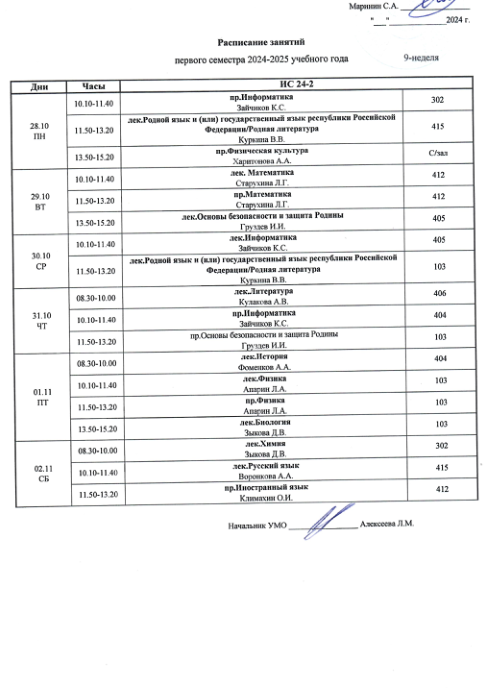 Маринин С.А.
"__" ____________ 2024 г.
Расписание занятий
первого семестра 2024-2025 учебного года 9-неделя
Дни Часы ИС 24-2
28.10 ПН
10.10-11.40 пр.Информатика 302
Зайчиков К.С.
11.50-13.20 лек.Родной язык и (или) государственный язык республики Российской 415
Федерации/Родная литература
Куркина В.В.
13.50-15.20 пр.Физическая культура С/зал
Харитонова А.А.
29.10 ВТ
10.10-11.40 лек. Математика 412
Старухина Л.Г.
11.50-13.20 пр.Математика 412
Старухина Л.Г.
13.50-15.20 лек.Основы безопасности и защита Родины 405
Груздев И.И.
30.10 СР
10.10-11.40 лек.Информатика 405
Зайчиков К.С.
11.50-13.20 лек.Родной язык и (или) государственный язык республики Российской 103
Федерации/Родная литература
Куркина В.В.
31.10 ЧТ
08.30-10.00 лек.Литература 406
Кулакова А.В.
10.10-11.40 пр.Информатика 404
Зайчиков К.С.
11.50-13.20 пр.Основы безопасности и защита Родины 103
Груздев И.И.
01.11 ПТ
08.30-10.00 лек.История 404
Фоменков А.А.
10.10-11.40 лек.Физика 103
Апарин Л.А.
11.50-13.20 пр.Физика 103
Апарин Л.А.
13.50-15.20 лек.Биология 103
Зыкова Д.В.
02.11 СБ
08.30-10.00 лек.Химия 302
Зыкова Д.В.
10.10-11.40 лек.Русский язык 415
Воронкова А.А.
11.50-13.20 пр.Иностранный язык 412
Климахин О.И.
Начальник УМО ____________ Алексеева Л.М.